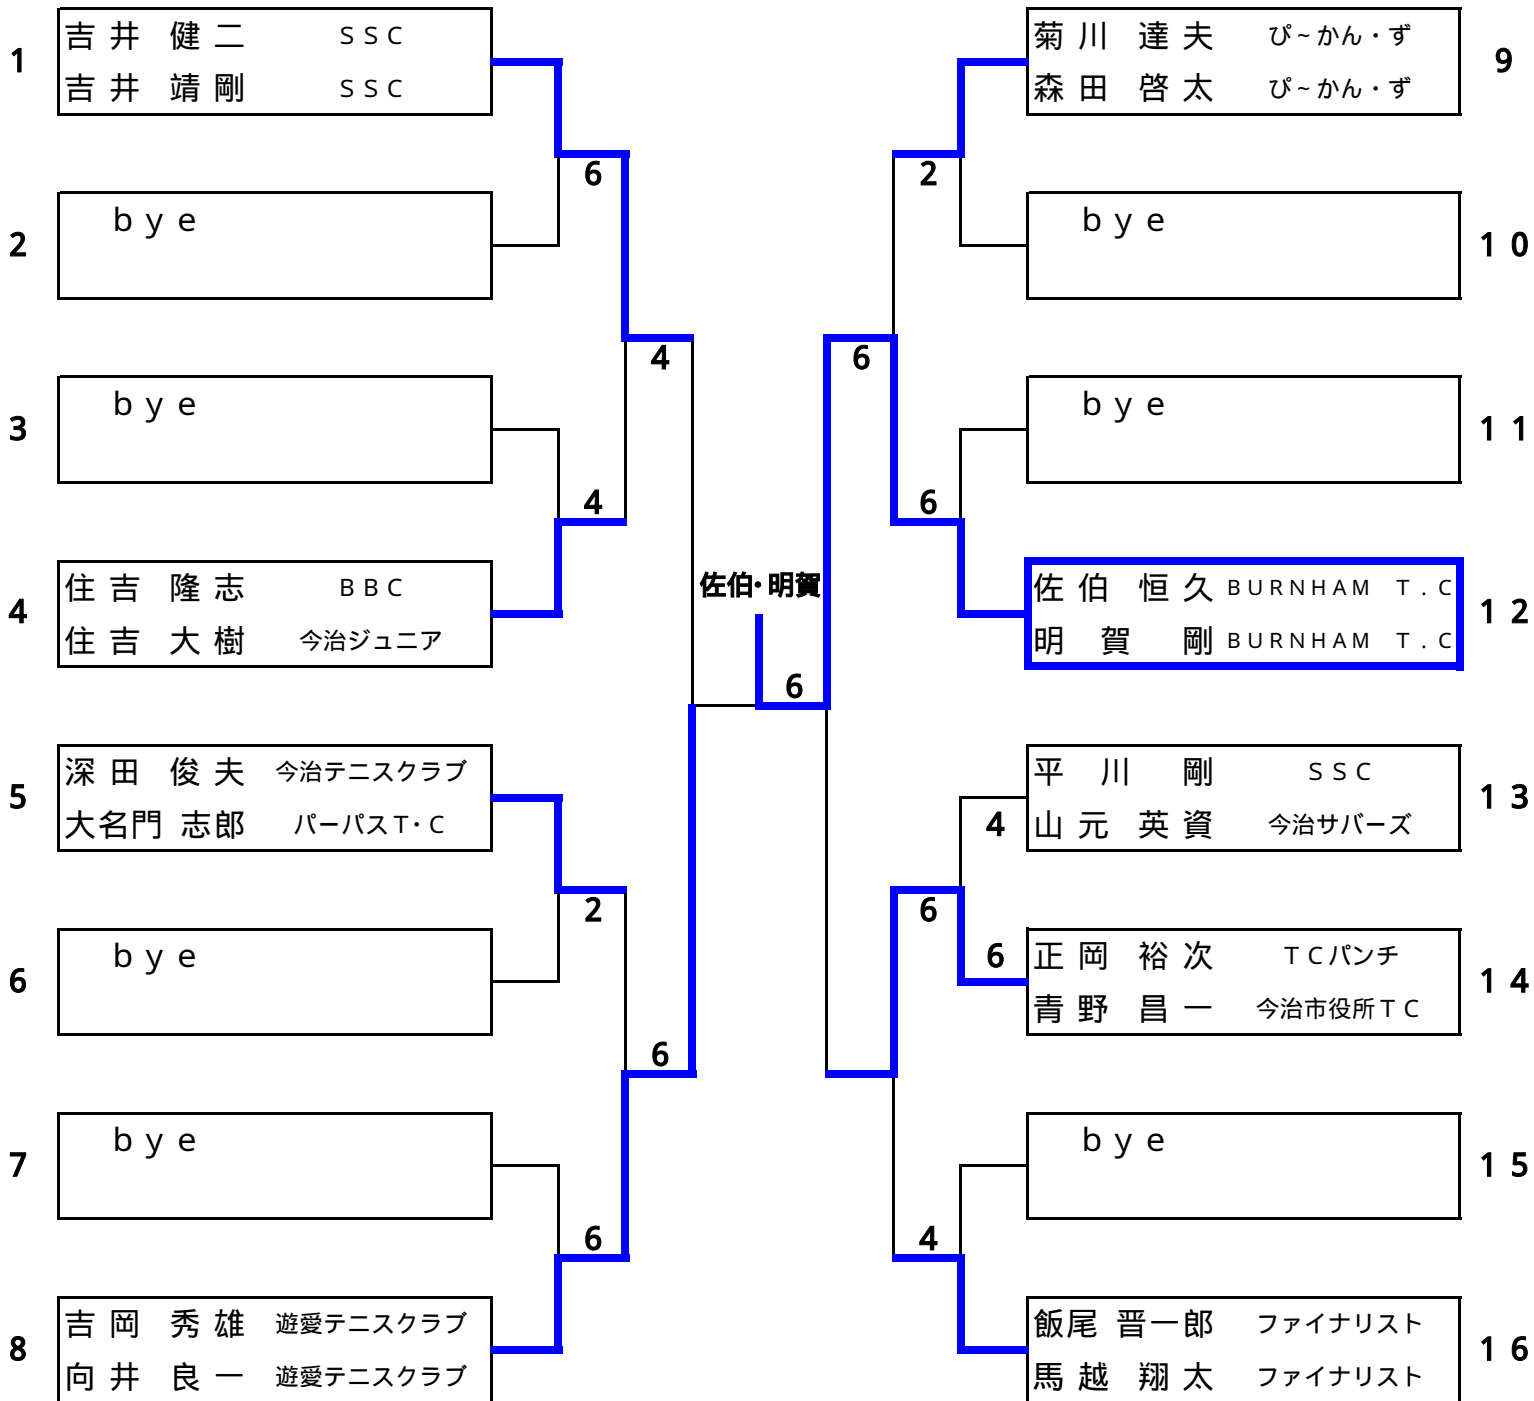 1 吉井 健二 ＳＳＣ
吉井 靖剛 ＳＳＣ
6
2 ｂｙｅ
4
3 ｂｙｅ
4
4 住吉 隆志 ＢＢＣ
住吉 大樹 今治ジュニア
5 深田 俊夫 今治テニスクラブ
大名門 志郎 パーパスＴ・Ｃ
2
6 ｂｙｅ
6
7 ｂｙｅ
6
8 吉岡 秀雄 遊愛テニスクラブ
向井 良一 遊愛テニスクラブ
佐伯・明賀
6
菊川 達夫 ぴ～かん・ず 9
森田 啓太 ぴ～かん・ず
2
ｂｙｅ １０
6
ｂｙｅ １１
6
佐伯 恒久 ＢＵＲＮＨＡＭ Ｔ．Ｃ １２
明賀 剛 ＢＵＲＮＨＡＭ Ｔ．Ｃ
平川 剛 ＳＳＣ １３
山元 英資 今治サバーズ
4
6
6
正岡 裕次 ＴＣパンチ １４
青野 昌一 今治市役所ＴＣ
ｂｙｅ １５
4
飯尾 晋一郎 ファイナリスト １６
馬越 翔太 ファイナリスト